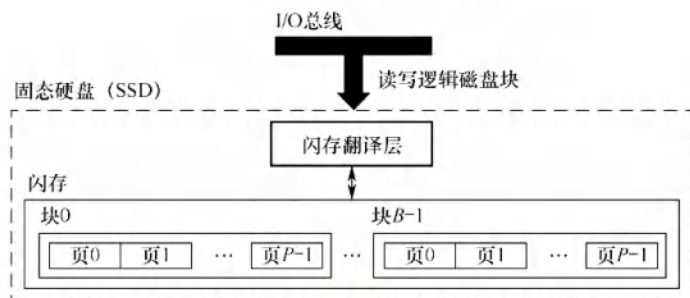 I/O总线
读写逻辑磁盘块
固态硬盘（SSD）
闪存翻译层
闪存
块0 块B-1
页0 页1 … 页P-1 … 页0 页1 … 页P-1